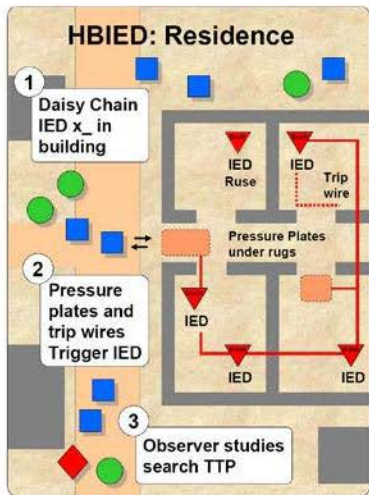 HBIED: Residence
1
Daisy Chain
IED x_ in
building
IED
Ruse
IED
Trip
wire
Pressure Plates
under rugs
2
Pressure
plates and
trip wires
Trigger IED
IED
IED
IED
3
Observer studies
search TTP